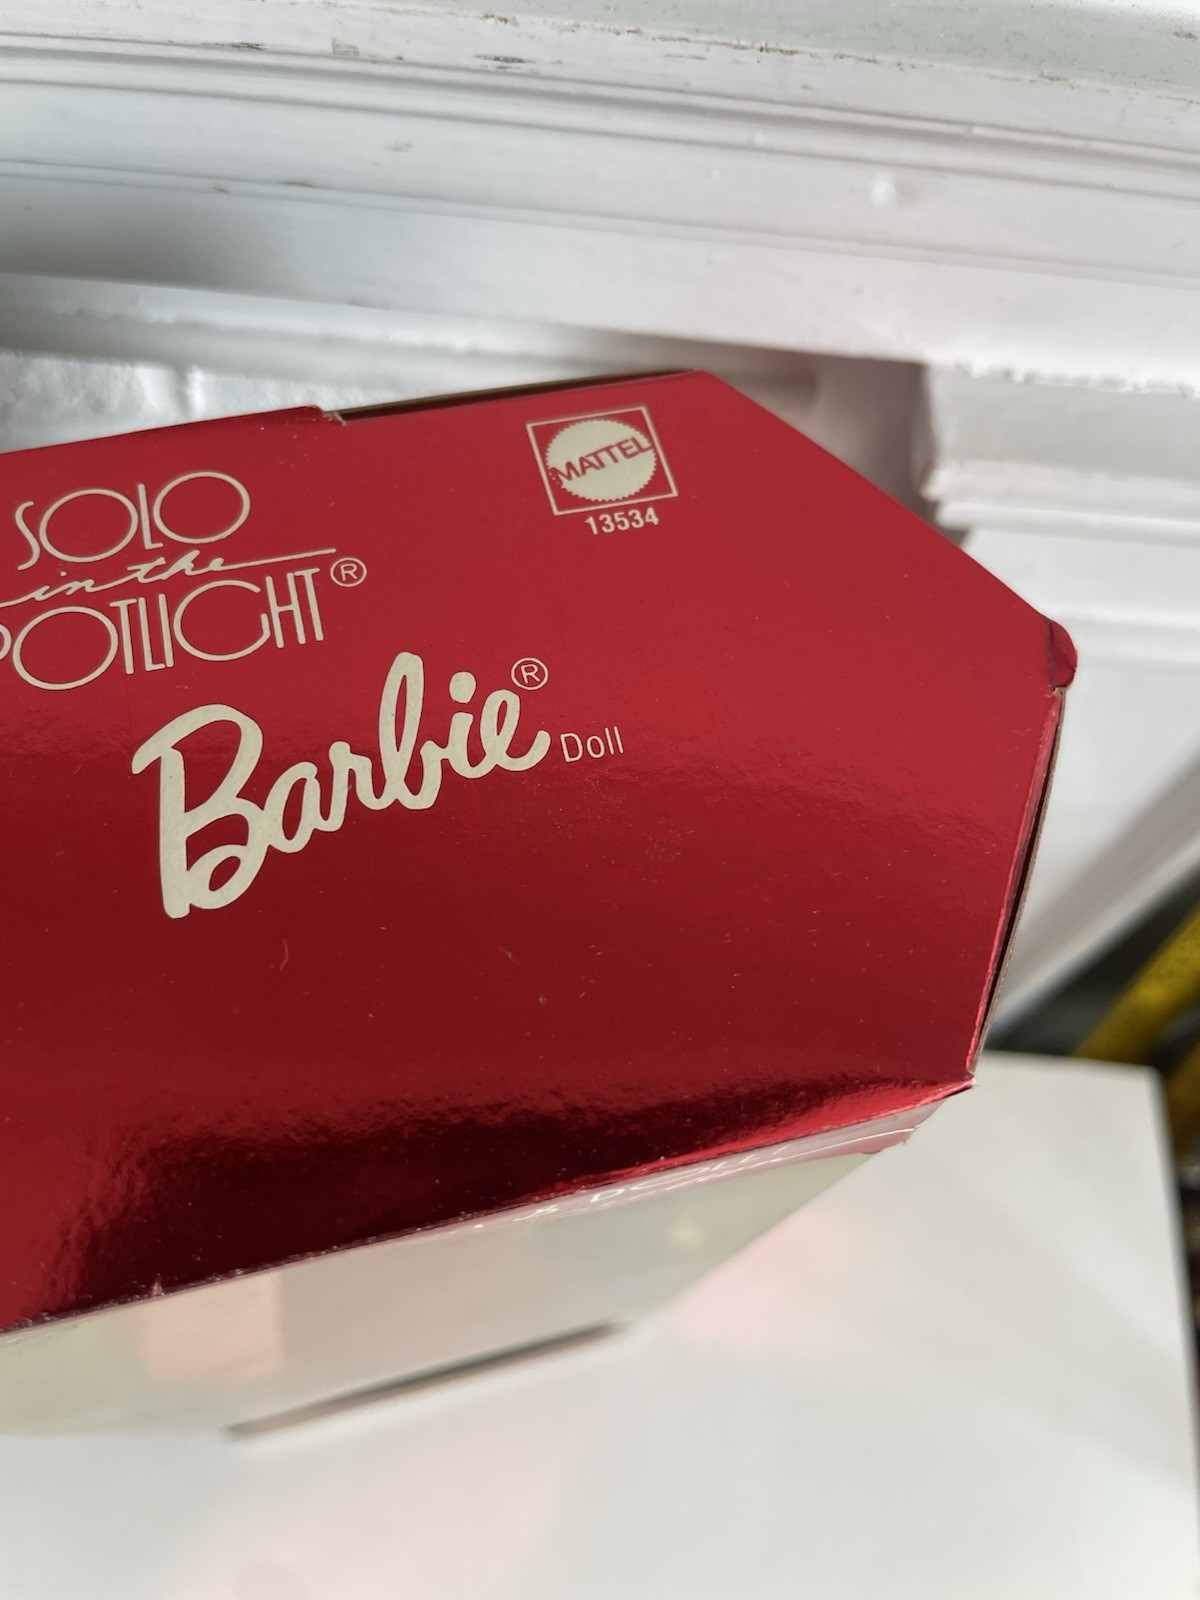 MATTEL
13534
SOLO
in the
POTLIGHT®
Barbie® Doll